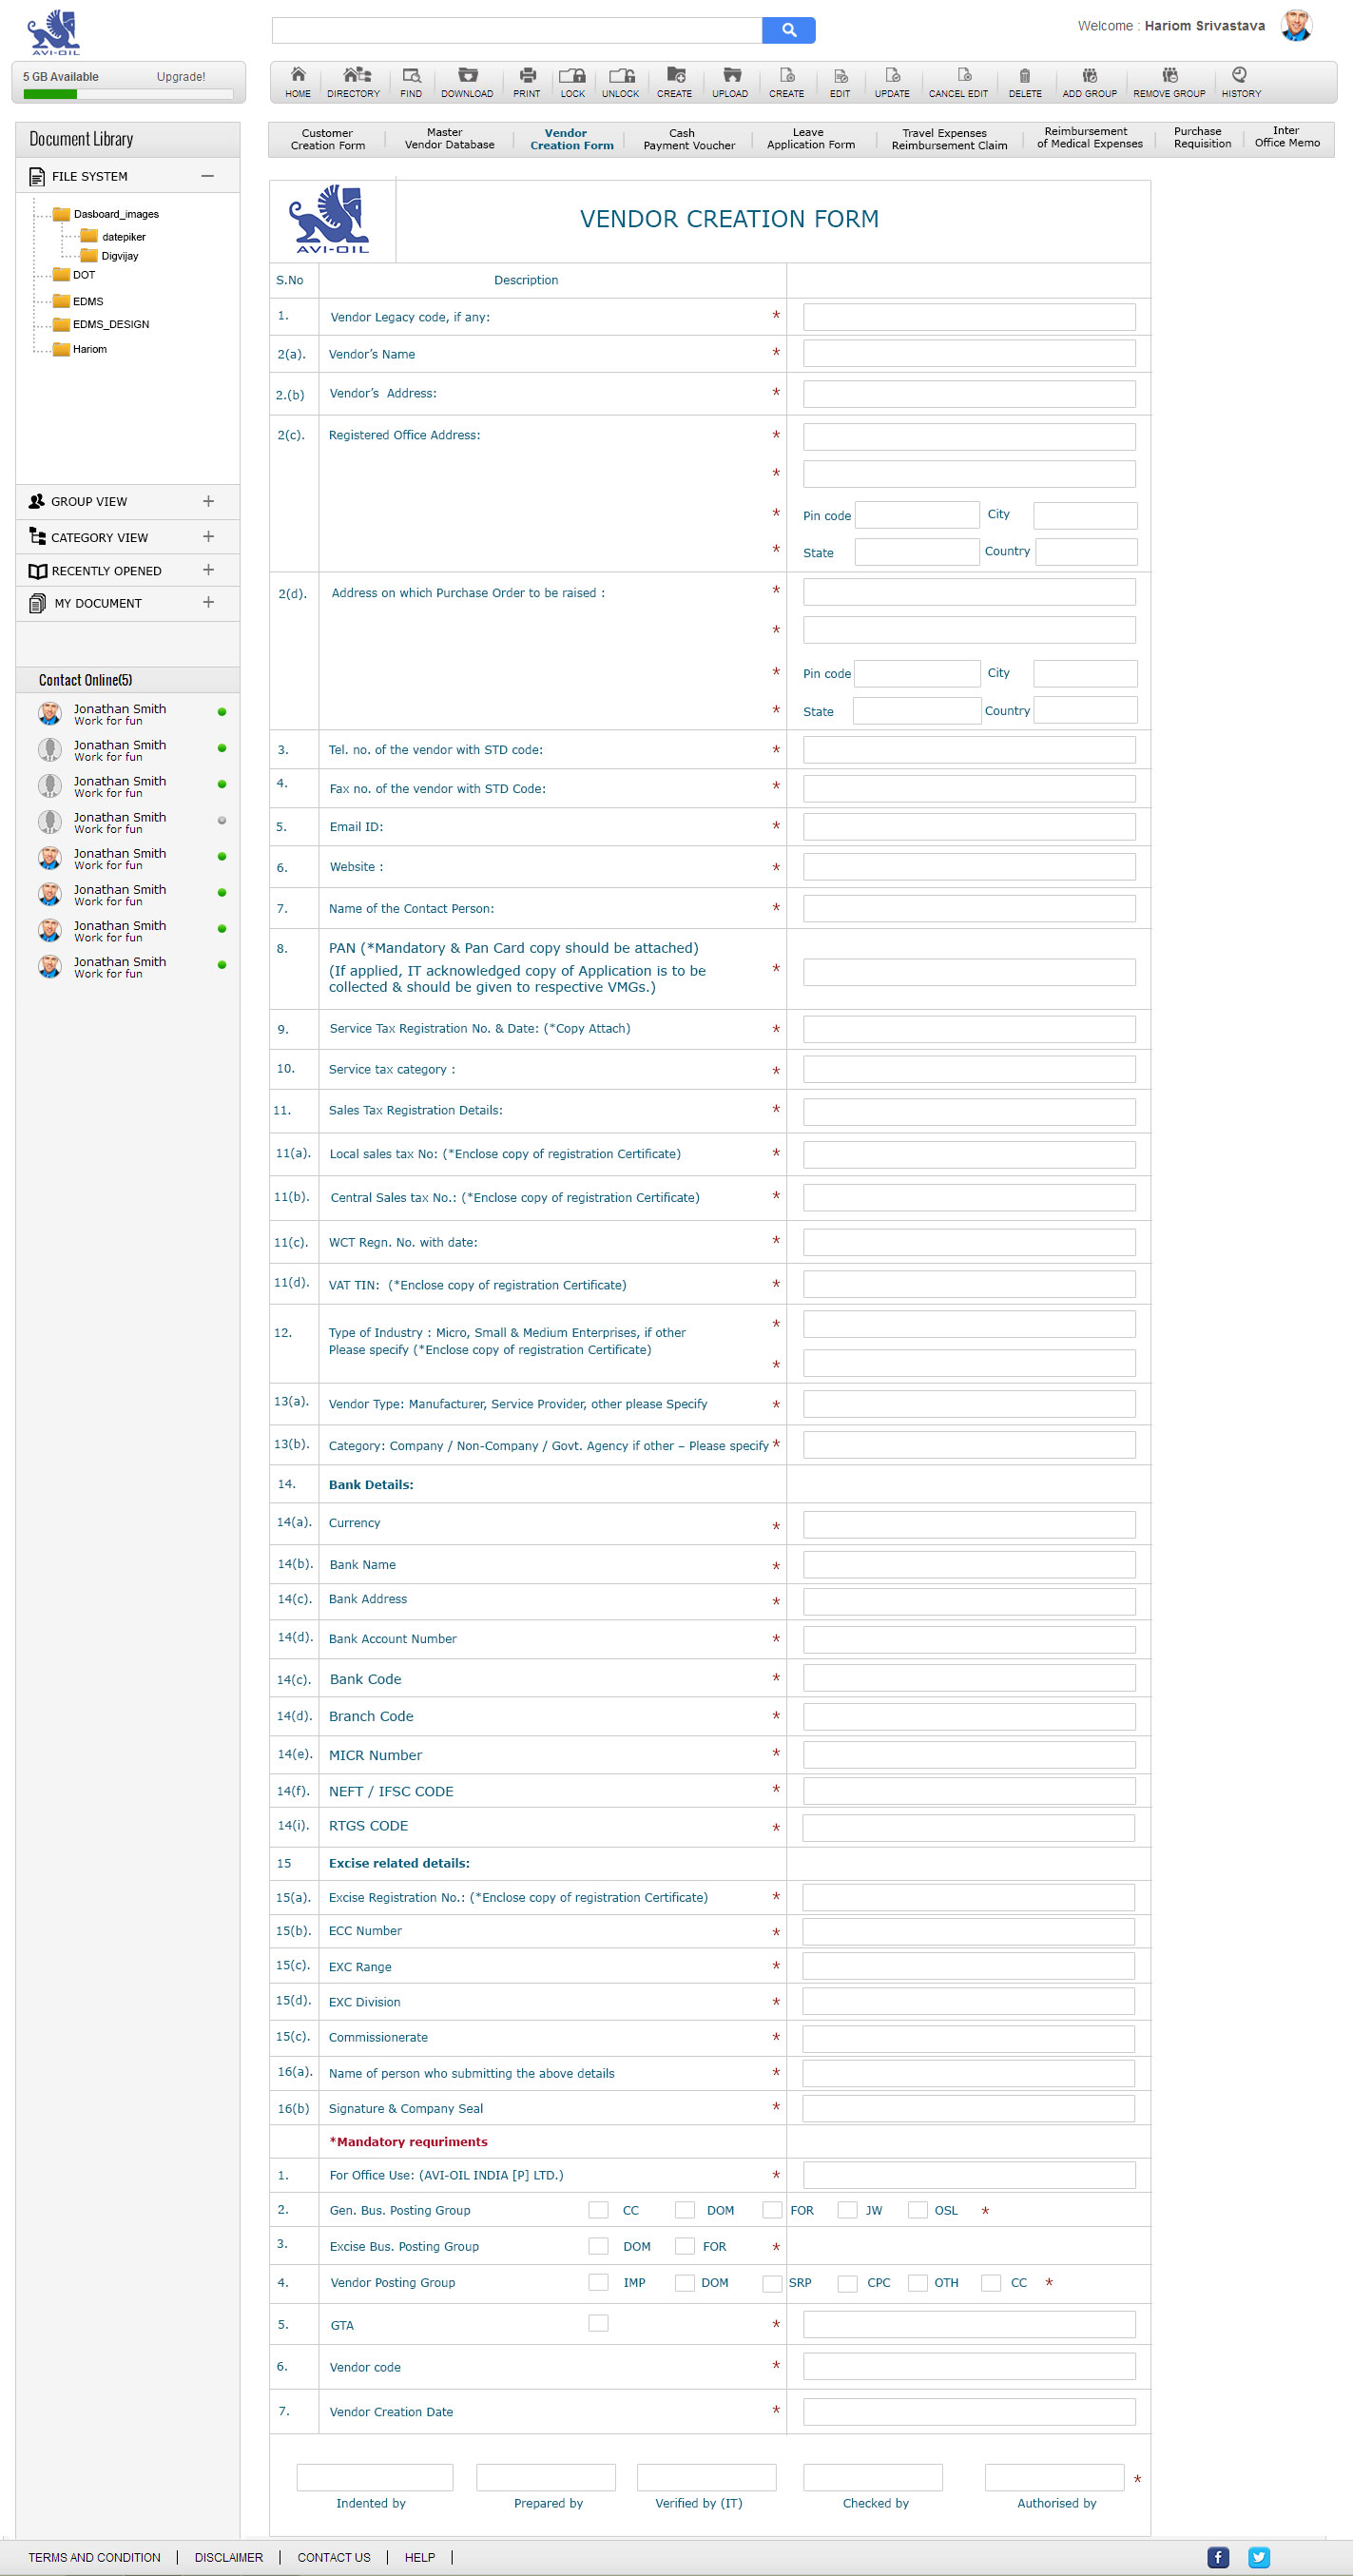 AVI-OIL
Welcome : Hariom Srivastava
5 GB Available Upgrade!
HOME DIRECTORY FIND DOWNLOAD PRINT LOCK UNLOCK CREATE UPLOAD CREATE EDIT UPDATE CANCEL EDIT DELETE ADD GROUP REMOVE GROUP HISTORY
Document Library
FILE SYSTEM
Dasboard_images
datepiker
Digvijay
DOT
EDMS
EDMS_DESIGN
Hariom
GROUP VIEW
CATEGORY VIEW
RECENTLY OPENED
MY DOCUMENT
Contact Online(5)
Jonathan Smith
Work for fun
Jonathan Smith
Work for fun
Jonathan Smith
Work for fun
Jonathan Smith
Work for fun
Jonathan Smith
Work for fun
Jonathan Smith
Work for fun
Jonathan Smith
Work for fun
Jonathan Smith
Work for fun
Customer
Creation Form
Master
Vendor Database
Vendor
Creation Form
Cash
Payment Voucher
Leave
Application Form
Travel Expenses
Reimbursement Claim
Reimbursement
of Medical Expenses
Purchase
Requisition
Inter
Office Memo
AVI-OIL
VENDOR CREATION FORM
S.No Description
1. Vendor Legacy code, if any: *
2(a). Vendor's Name *
2.(b) Vendor's Address: *
2(c). Registered Office Address: *
*
* Pin code City
* State Country
2(d). Address on which Purchase Order to be raised : *
*
* Pin code City
* State Country
3. Tel. no. of the vendor with STD code: *
4. Fax no. of the vendor with STD Code: *
5. Email ID: *
6. Website : *
7. Name of the Contact Person: *
8. PAN (*Mandatory & Pan Card copy should be attached)
(If applied, IT acknowledged copy of Application is to be *
collected & should be given to respective VMGs.)
9. Service Tax Registration No. & Date: (*Copy Attach) *
10. Service tax category : *
11. Sales Tax Registration Details: *
11(a). Local sales tax No: (*Enclose copy of registration Certificate) *
11(b). Central Sales tax No.: (*Enclose copy of registration Certificate) *
11(c). WCT Regn. No. with date: *
11(d). VAT TIN: (*Enclose copy of registration Certificate) *
12. Type of Industry : Micro, Small & Medium Enterprises, if other *
Please specify (*Enclose copy of registration Certificate) *
13(a). Vendor Type: Manufacturer, Service Provider, other please Specify *
13(b). Category: Company / Non-Company / Govt. Agency if other – Please specify *
14. Bank Details:
14(a). Currency *
14(b). Bank Name *
14(c). Bank Address *
14(d). Bank Account Number *
14(c). Bank Code *
14(d). Branch Code *
14(e). MICR Number *
14(f). NEFT / IFSC CODE *
14(i). RTGS CODE *
15 Excise related details:
15(a). Excise Registration No.: (*Enclose copy of registration Certificate) *
15(b). ECC Number *
15(c). EXC Range *
15(d). EXC Division *
15(c). Commissionerate *
16(a). Name of person who submitting the above details *
16(b) Signature & Company Seal *
*Mandatory requriments
1. For Office Use: (AVI-OIL INDIA [P] LTD.) *
2. Gen. Bus. Posting Group CC DOM FOR JW OSL *
3. Excise Bus. Posting Group DOM FOR *
4. Vendor Posting Group IMP DOM SRP CPC OTH CC *
5. GTA *
6. Vendor code *
7. Vendor Creation Date *
*
Indented by Prepared by Verified by (IT) Checked by Authorised by
TERMS AND CONDITION | DISCLAIMER | CONTACT US | HELP |